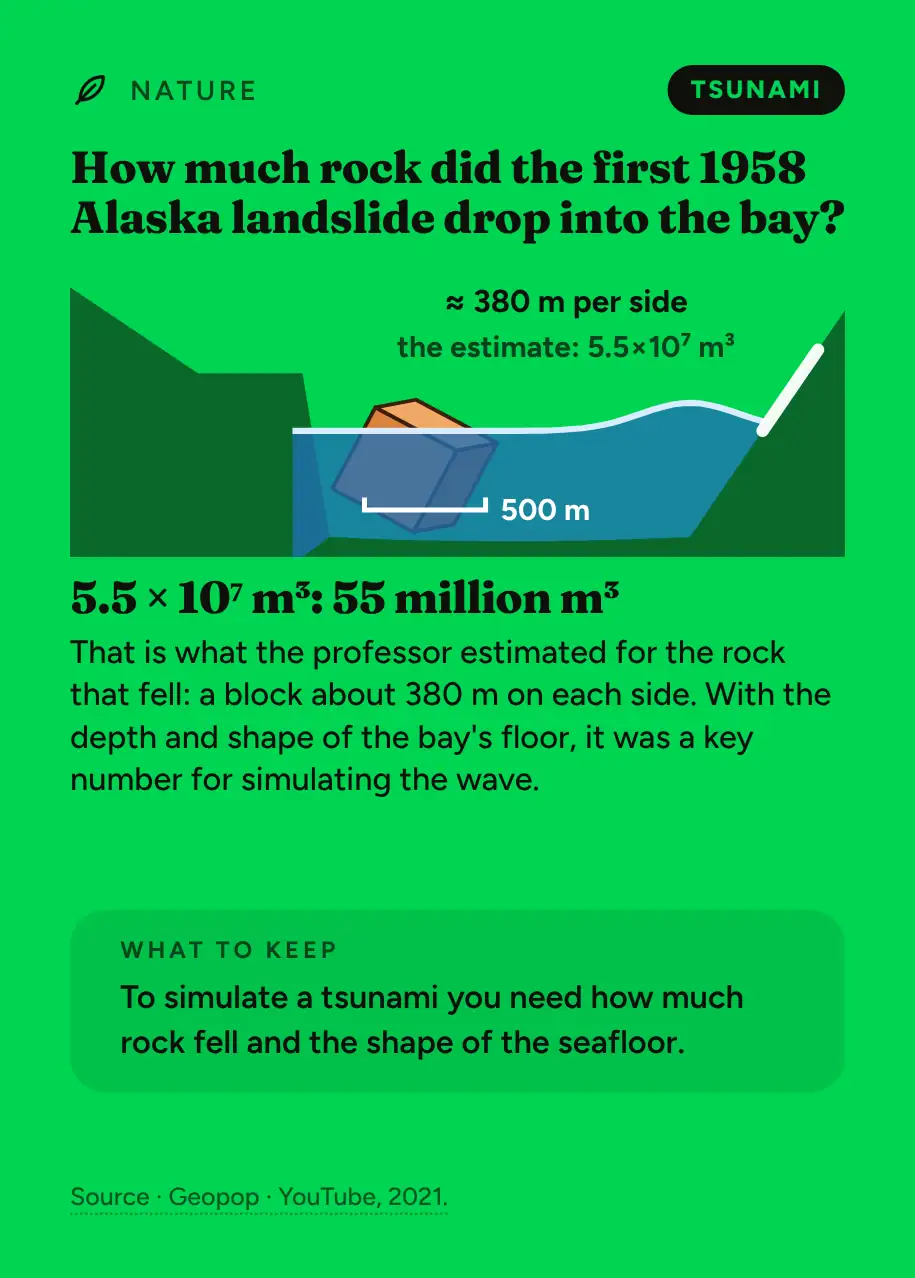 NATURE
TSUNAMI
How much rock did the first 1958
Alaska landslide drop into the bay?
≈ 380 m per side
the estimate: 5.5×10⁷ m³
500 m
5.5 × 10⁷ m³: 55 million m³
That is what the professor estimated for the rock
that fell: a block about 380 m on each side. With the
depth and shape of the bay's floor, it was a key
number for simulating the wave.
WHAT TO KEEP
To simulate a tsunami you need how much
rock fell and the shape of the seafloor.
Source · Geopop · YouTube, 2021.